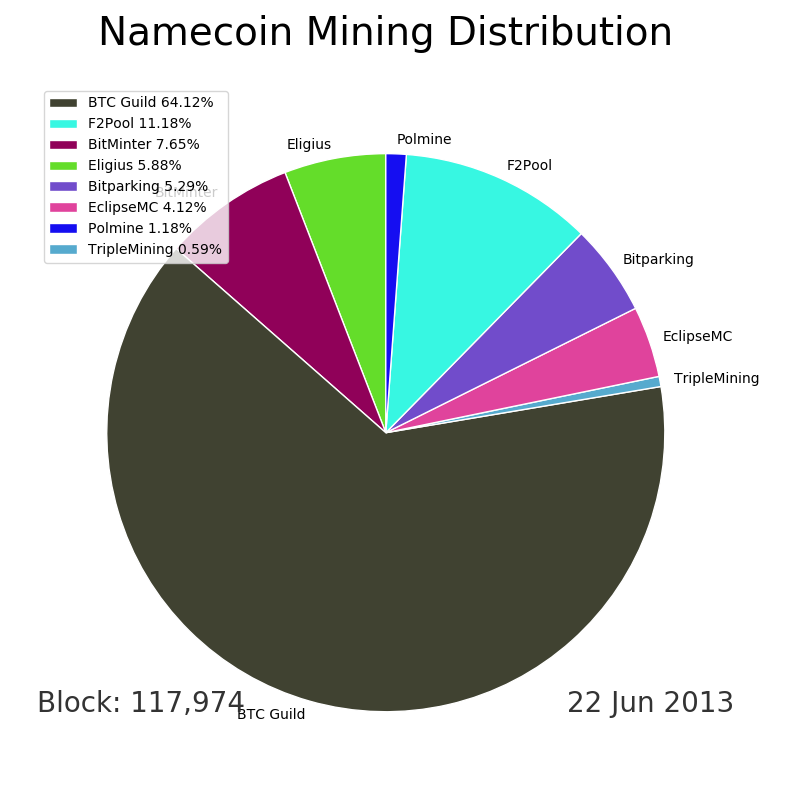 Namecoin Mining Distribution
BTC Guild 64.12%
F2Pool 11.18%
BitMinter 7.65%
Eligius 5.88%
Bitparking 5.29%
EclipseMC 4.12%
Polmine 1.18%
TripleMining 0.59%
BitMinter
Eligius
Polmine
F2Pool
Bitparking
EclipseMC
TripleMining
BTC Guild
Block: 117,974
22 Jun 2013